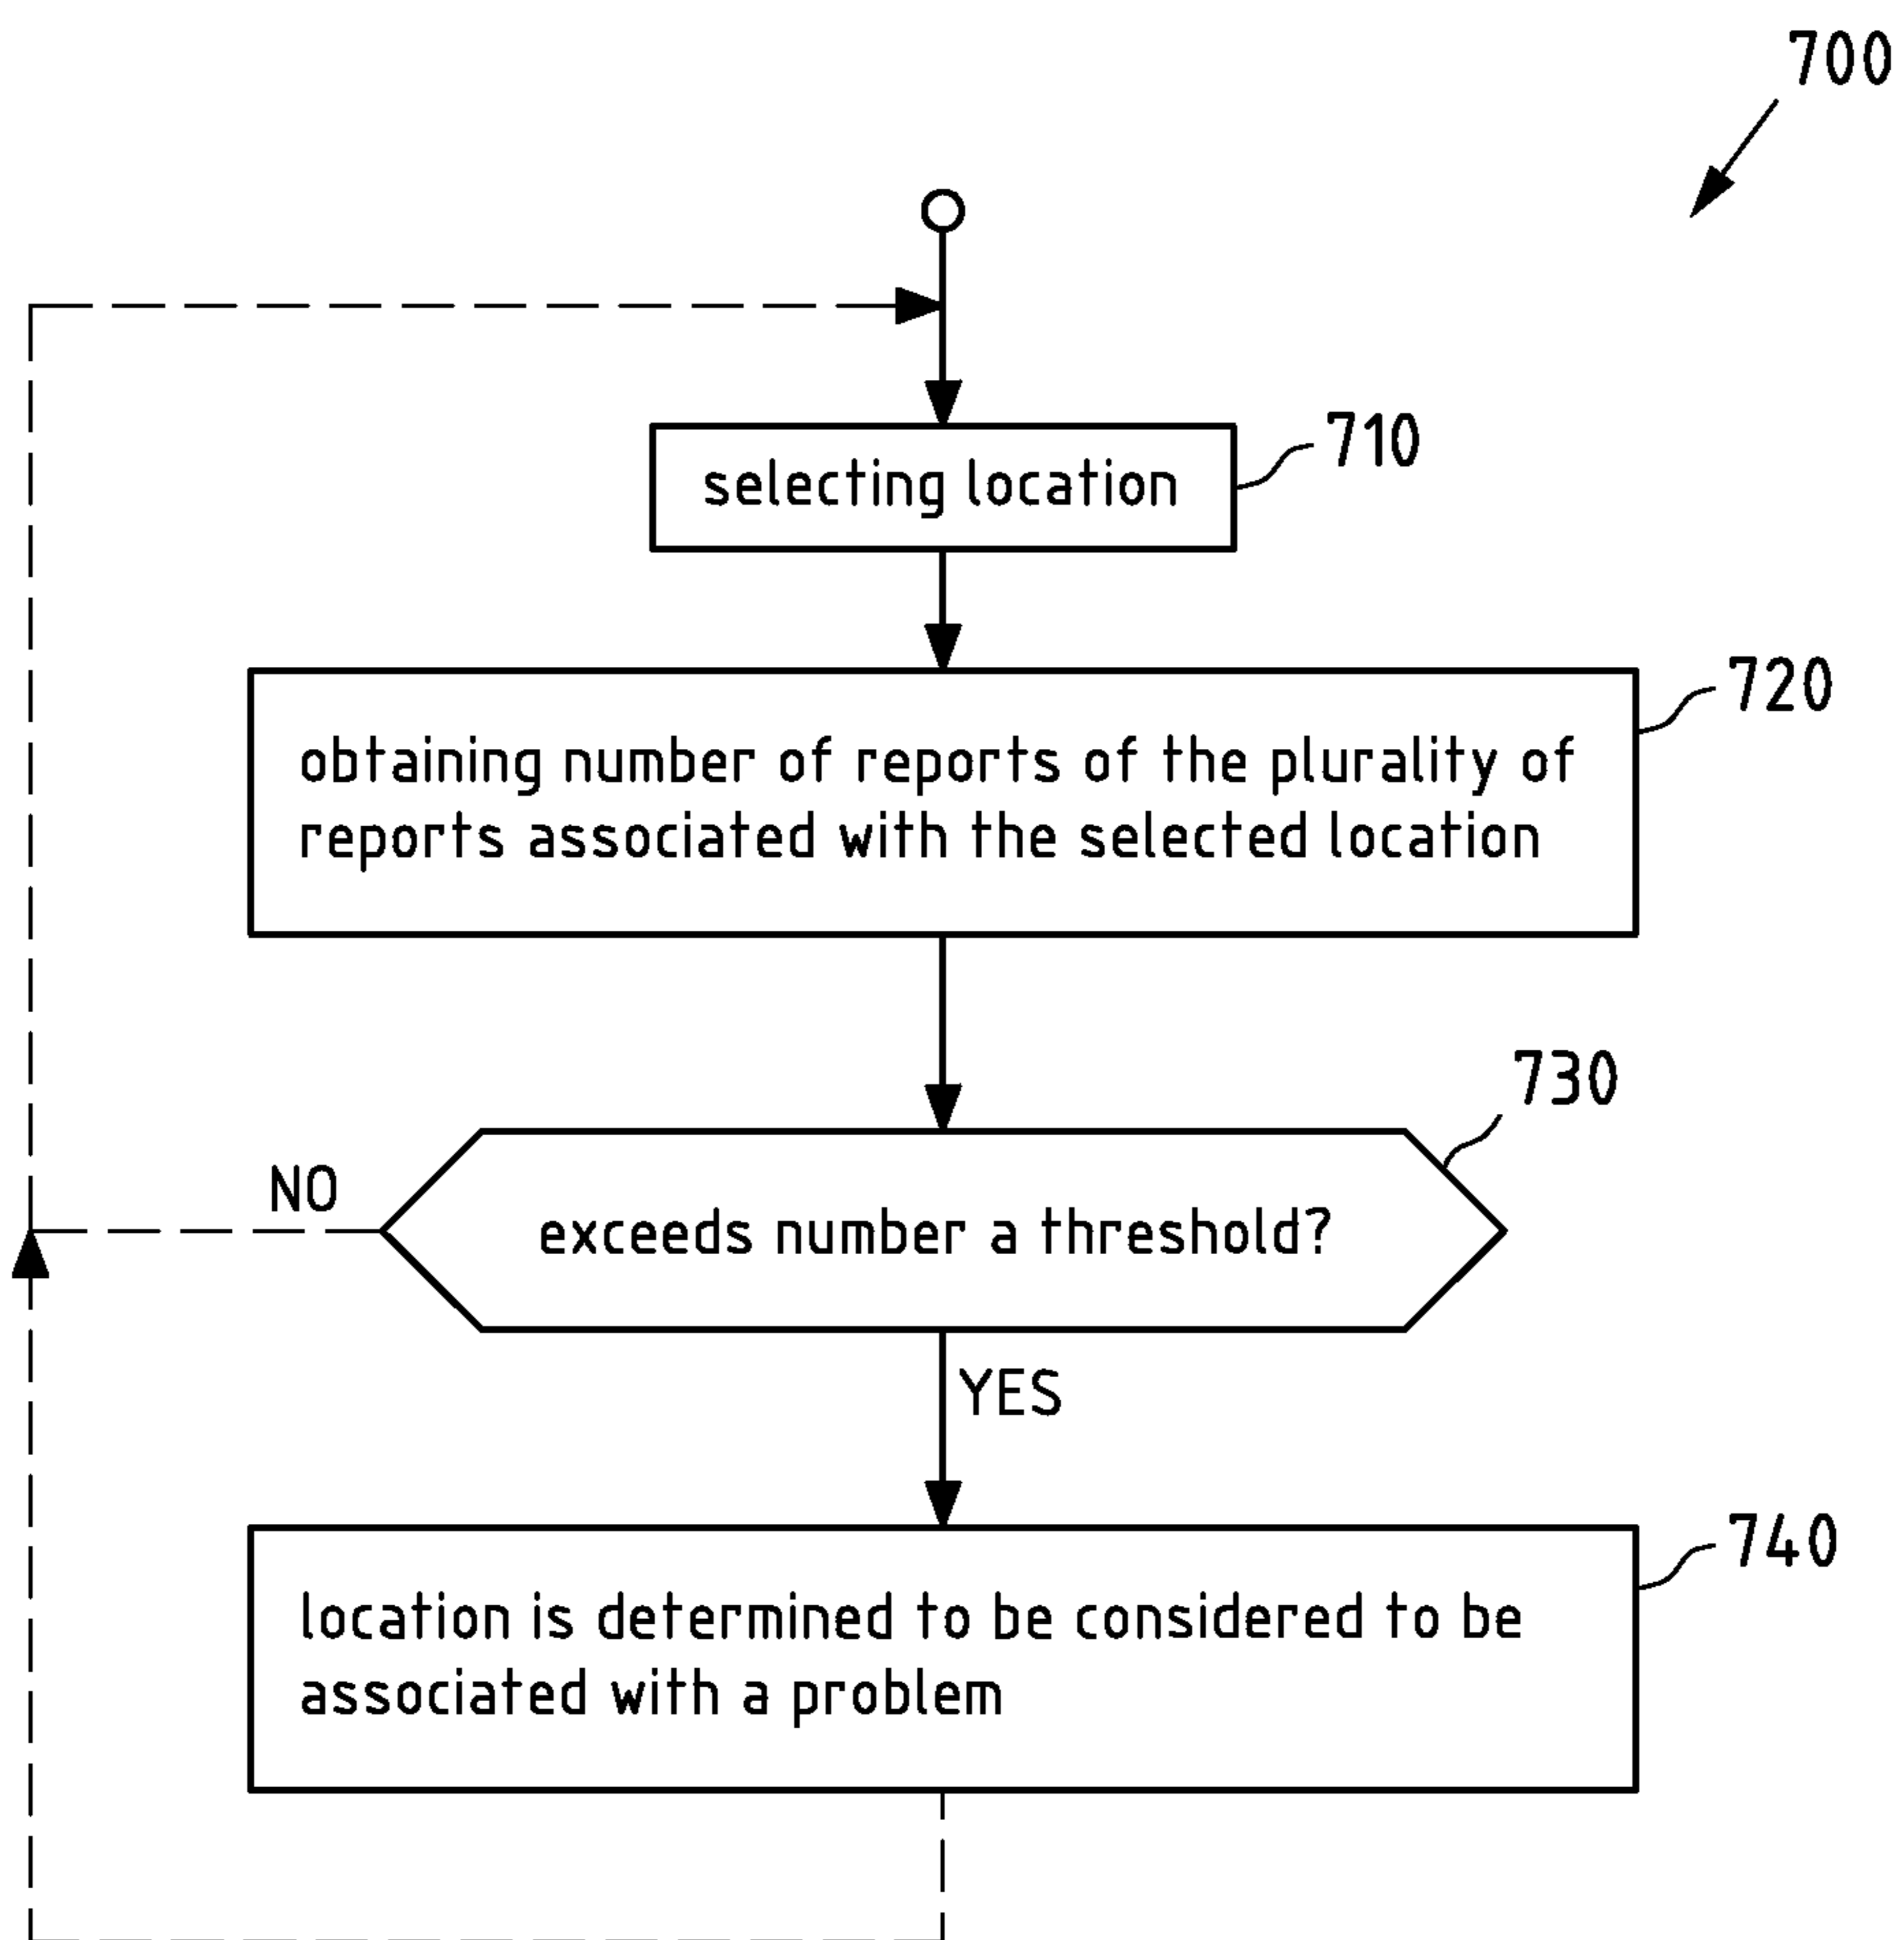 700
selecting location
710
720
obtaining number of reports of the plurality of
reports associated with the selected location
730
NO
exceeds number a threshold?
YES
740
location is determined to be considered to be
associated with a problem